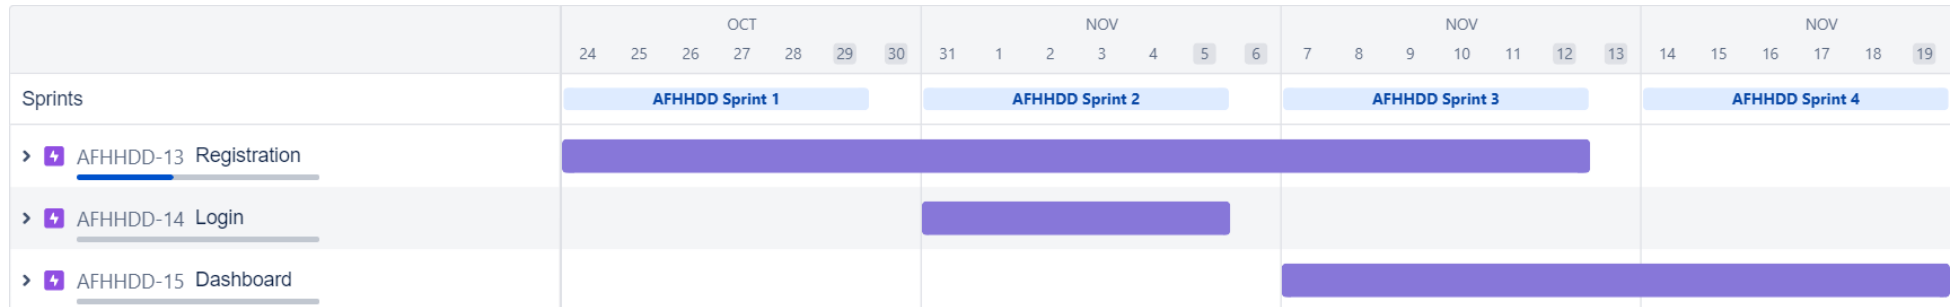 OCT NOV NOV NOV
24 25 26 27 28 29 30 31 1 2 3 4 5 6 7 8 9 10 11 12 13 14 15 16 17 18 19
Sprints AFHHDD Sprint 1 AFHHDD Sprint 2 AFHHDD Sprint 3 AFHHDD Sprint 4
AFHHDD-13 Registration
AFHHDD-14 Login
AFHHDD-15 Dashboard